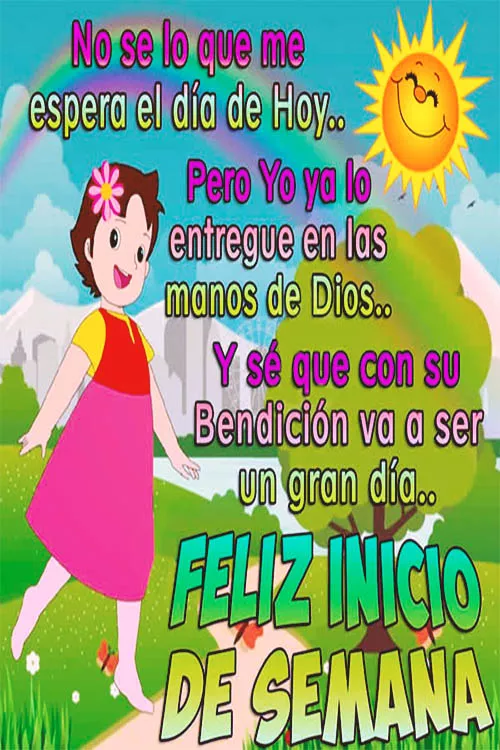 No se lo que me
espera el día de Hoy..
Pero Yo ya lo
entregue en las
manos de Dios..
Y sé que con su
Bendición va a ser
un gran día..
FELIZ INICIO
DE SEMANA